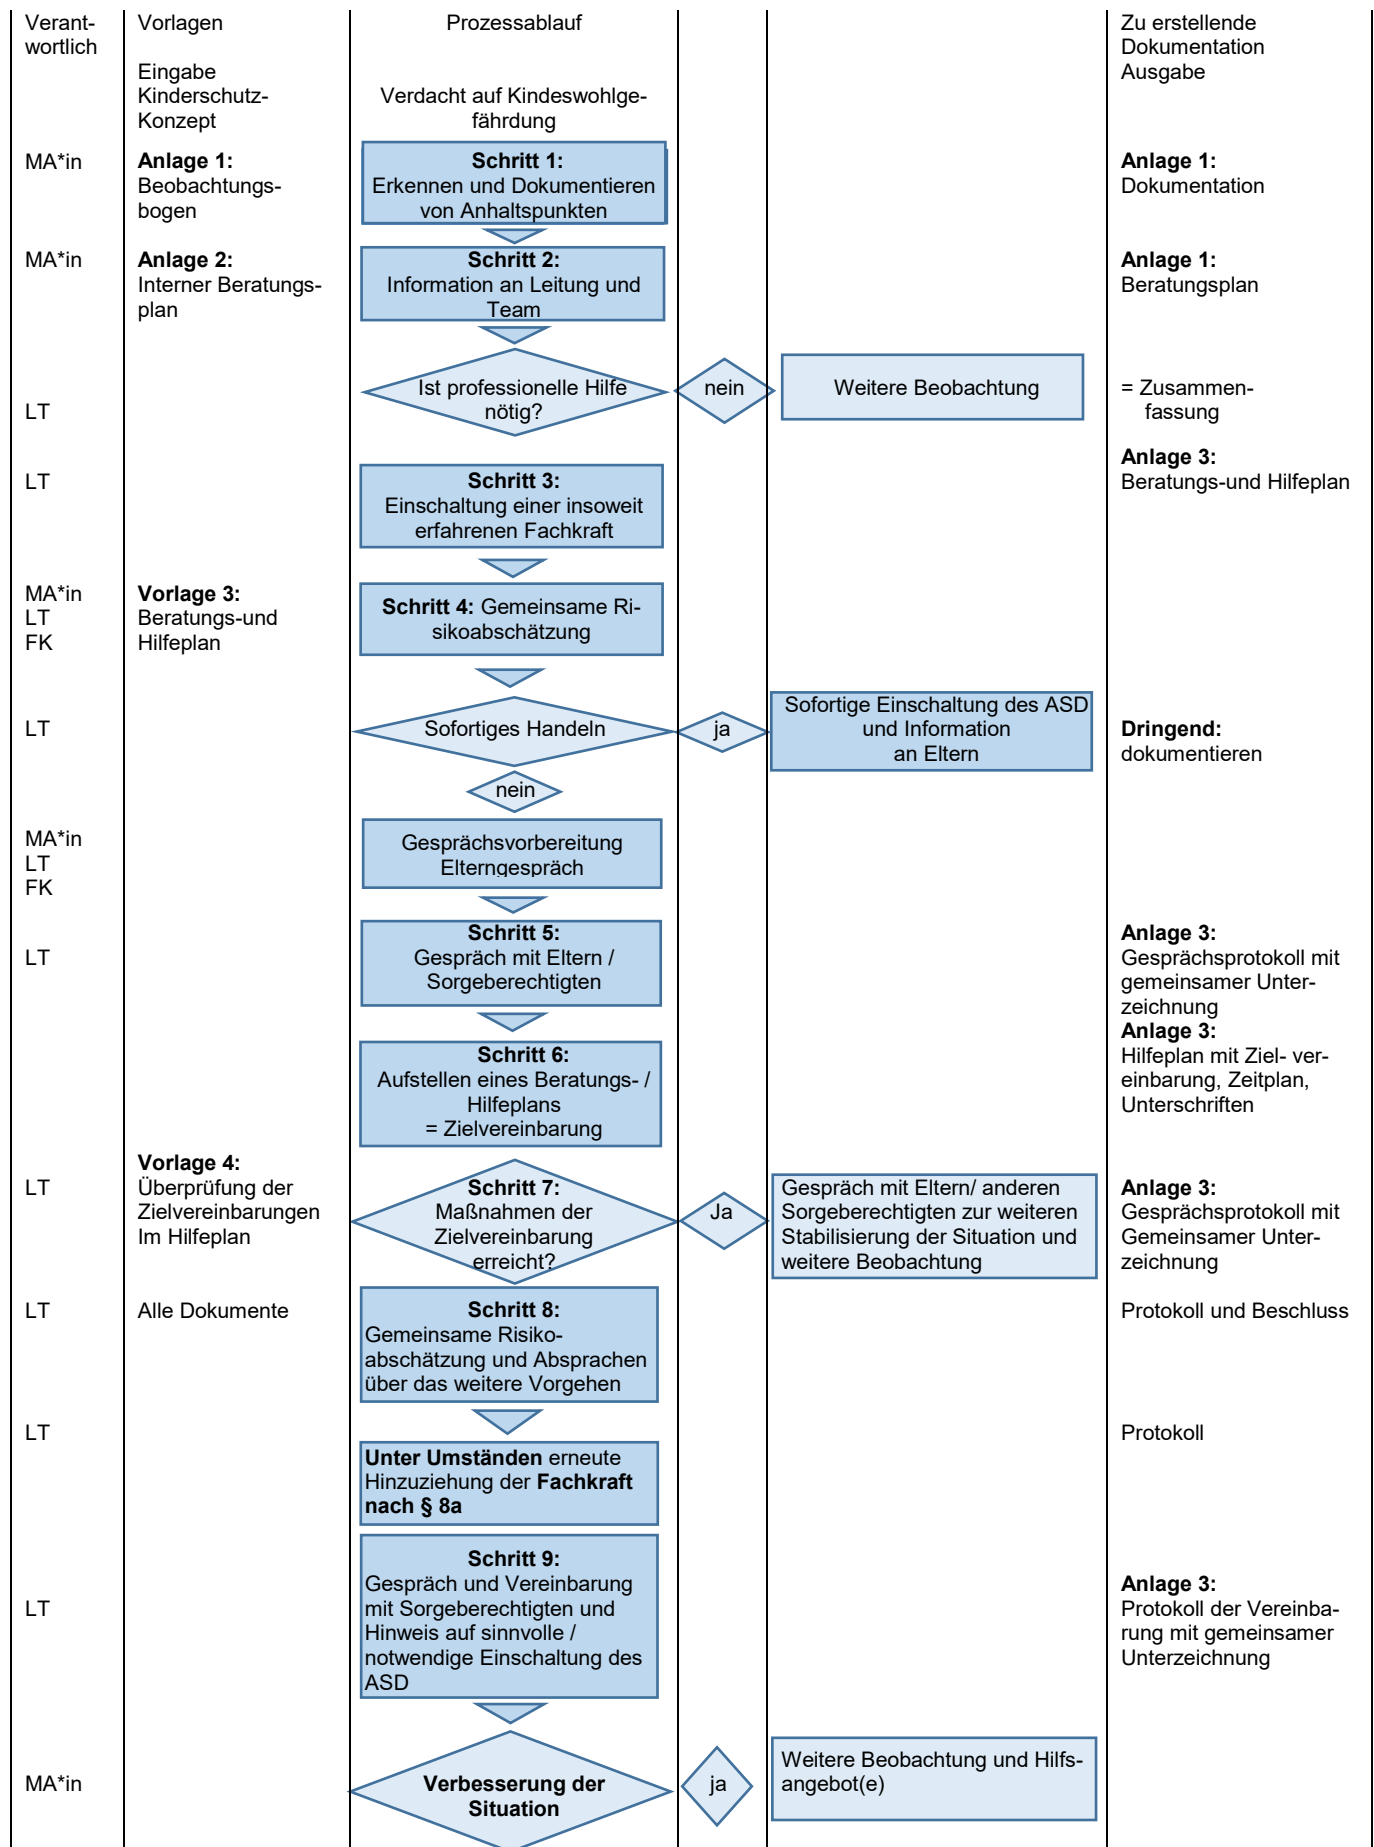 Verant-
wortlich
Vorlagen
Eingabe
Kinderschutz-
Konzept
Prozessablauf
Verdacht auf Kindeswohlge-
fährdung
Zu erstellende
Dokumentation
Ausgabe
MA*in
Anlage 1:
Beobachtungs-
bogen
Schritt 1:
Erkennen und Dokumentieren
von Anhaltspunkten
Anlage 1:
Dokumentation
MA*in
Anlage 2:
Interner Beratungs-
plan
Schritt 2:
Information an Leitung und
Team
Anlage 1:
Beratungsplan
LT
Ist professionelle Hilfe
nötig?
nein
Weitere Beobachtung
= Zusammen-
fassung
LT
Schritt 3:
Einschaltung einer insoweit
erfahrenen Fachkraft
Anlage 3:
Beratungs-und Hilfeplan
MA*in
LT
FK
Vorlage 3:
Beratungs-und
Hilfeplan
Schritt 4: Gemeinsame Ri-
sikoabschätzung
LT
Sofortiges Handeln
ja
Sofortige Einschaltung des ASD
und Information
an Eltern
Dringend:
dokumentieren
nein
MA*in
LT
FK
Gesprächsvorbereitung
Elterngespräch
LT
Schritt 5:
Gespräch mit Eltern /
Sorgeberechtigten
Anlage 3:
Gesprächsprotokoll mit
gemeinsamer Unter-
zeichnung
Schritt 6:
Aufstellen eines Beratungs- /
Hilfeplans
= Zielvereinbarung
Anlage 3:
Hilfeplan mit Ziel- ver-
einbarung, Zeitplan,
Unterschriften
LT
Vorlage 4:
Überprüfung der
Zielvereinbarungen
Im Hilfeplan
Schritt 7:
Maßnahmen der
Zielvereinbarung
erreicht?
Ja
Gespräch mit Eltern/ anderen
Sorgeberechtigten zur weiteren
Stabilisierung der Situation und
weitere Beobachtung
Anlage 3:
Gesprächsprotokoll mit
Gemeinsamer Unter-
zeichnung
LT
Alle Dokumente
Schritt 8:
Gemeinsame Risiko-
abschätzung und Absprachen
über das weitere Vorgehen
Protokoll und Beschluss
LT
Unter Umständen erneute
Hinzuziehung der Fachkraft
nach § 8a
Protokoll
LT
Schritt 9:
Gespräch und Vereinbarung
mit Sorgeberechtigten und
Hinweis auf sinnvolle /
notwendige Einschaltung des
ASD
Anlage 3:
Protokoll der Vereinba-
rung mit gemeinsamer
Unterzeichnung
MA*in
Verbesserung der
Situation
ja
Weitere Beobachtung und Hilfs-
angebot(e)